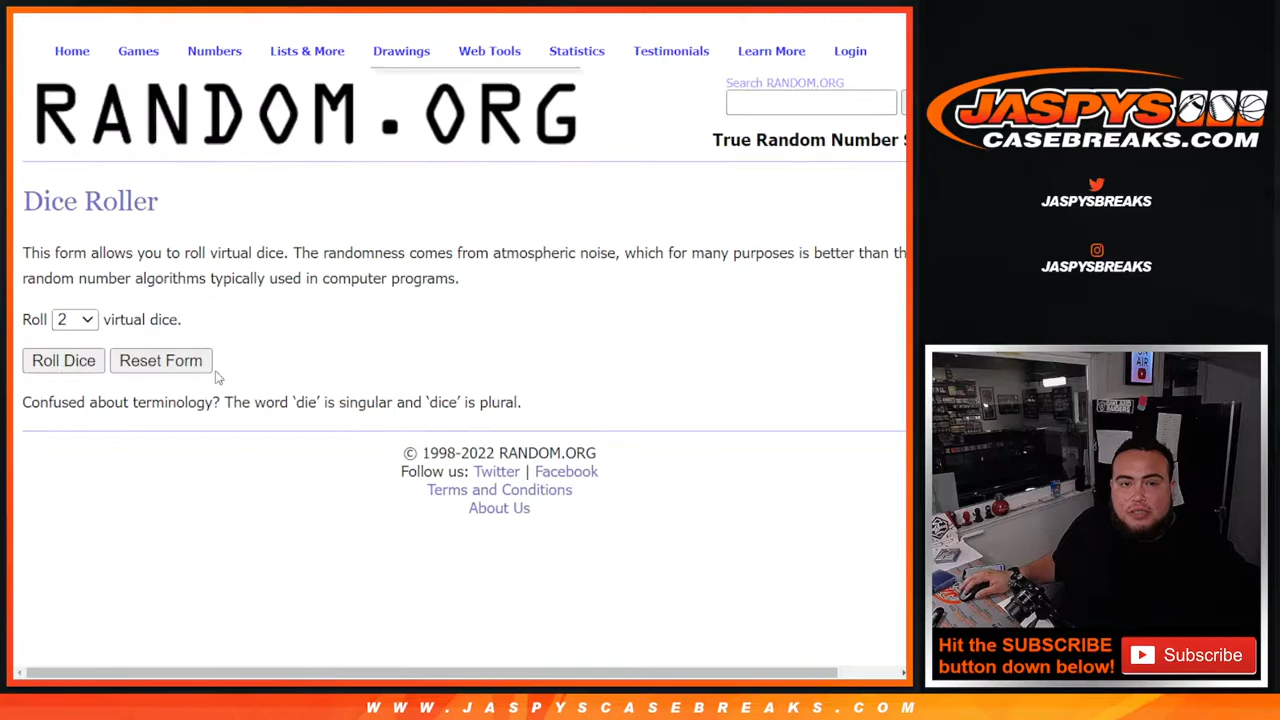 Home Games Numbers Lists & More Drawings Web Tools Statistics Testimonials Learn More Login
RANDOM.ORG
Search RANDOM.ORG
True Random Number S
Dice Roller
This form allows you to roll virtual dice. The randomness comes from atmospheric noise, which for many purposes is better than th
random number algorithms typically used in computer programs.
Roll 2 virtual dice.
Roll Dice Reset Form
Confused about terminology? The word ‘die’ is singular and ‘dice’ is plural.
© 1998-2022 RANDOM.ORG
Follow us: Twitter | Facebook
Terms and Conditions
About Us
JASPYS
CASEBREAKS.COM
JASPYSBREAKS
JASPYSBREAKS
ON
AIR
Hit the SUBSCRIBE
button down below!
Subscribe
WWW.JASPYSCASEBREAKS.COM